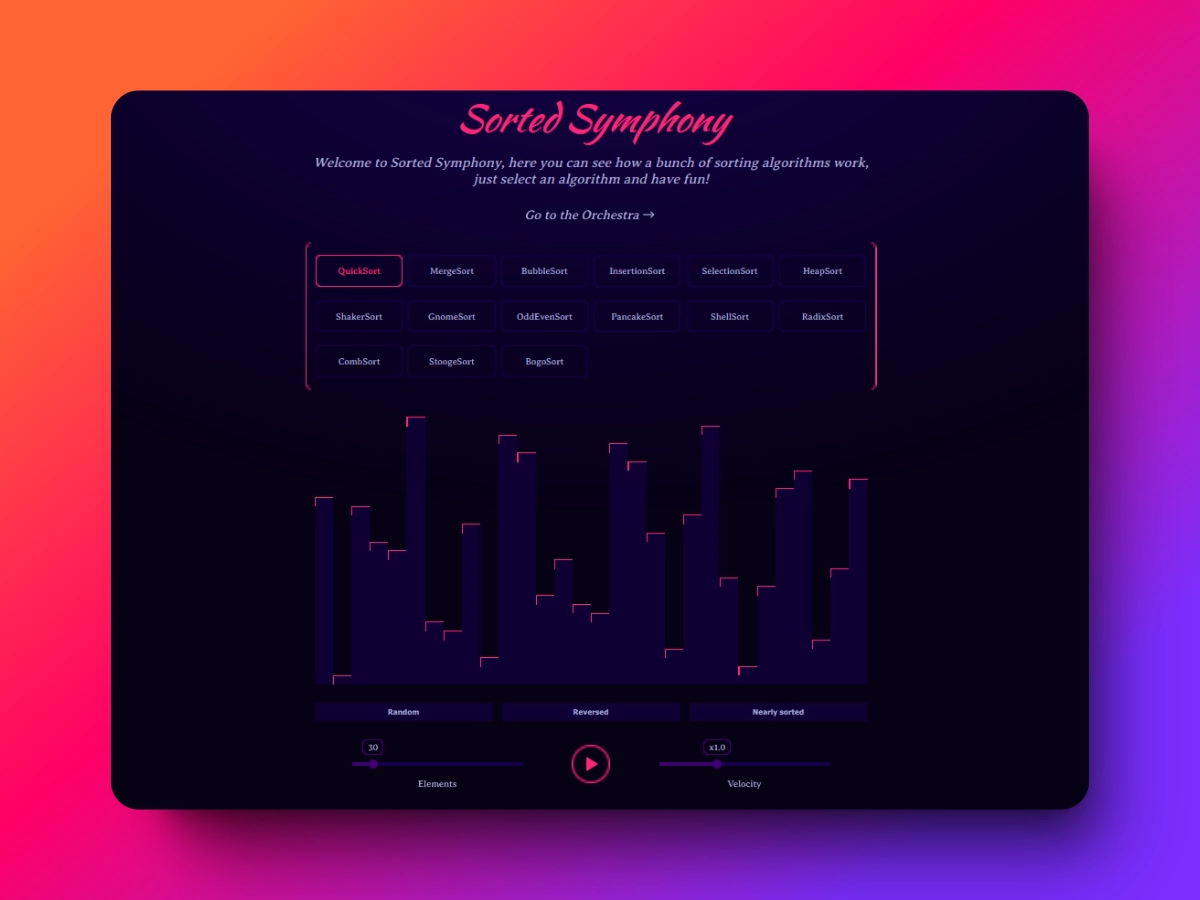 Sorted Symphony
Welcome to Sorted Symphony, here you can see how a bunch of sorting algorithms work,
just select an algorithm and have fun!
Go to the Orchestra →
QuickSort MergeSort BubbleSort InsertionSort SelectionSort HeapSort
ShakerSort GnomeSort OddEvenSort PancakeSort ShellSort RadixSort
CombSort StoogeSort BogoSort
Random Reversed Nearly sorted
30 x1.0
Elements Velocity